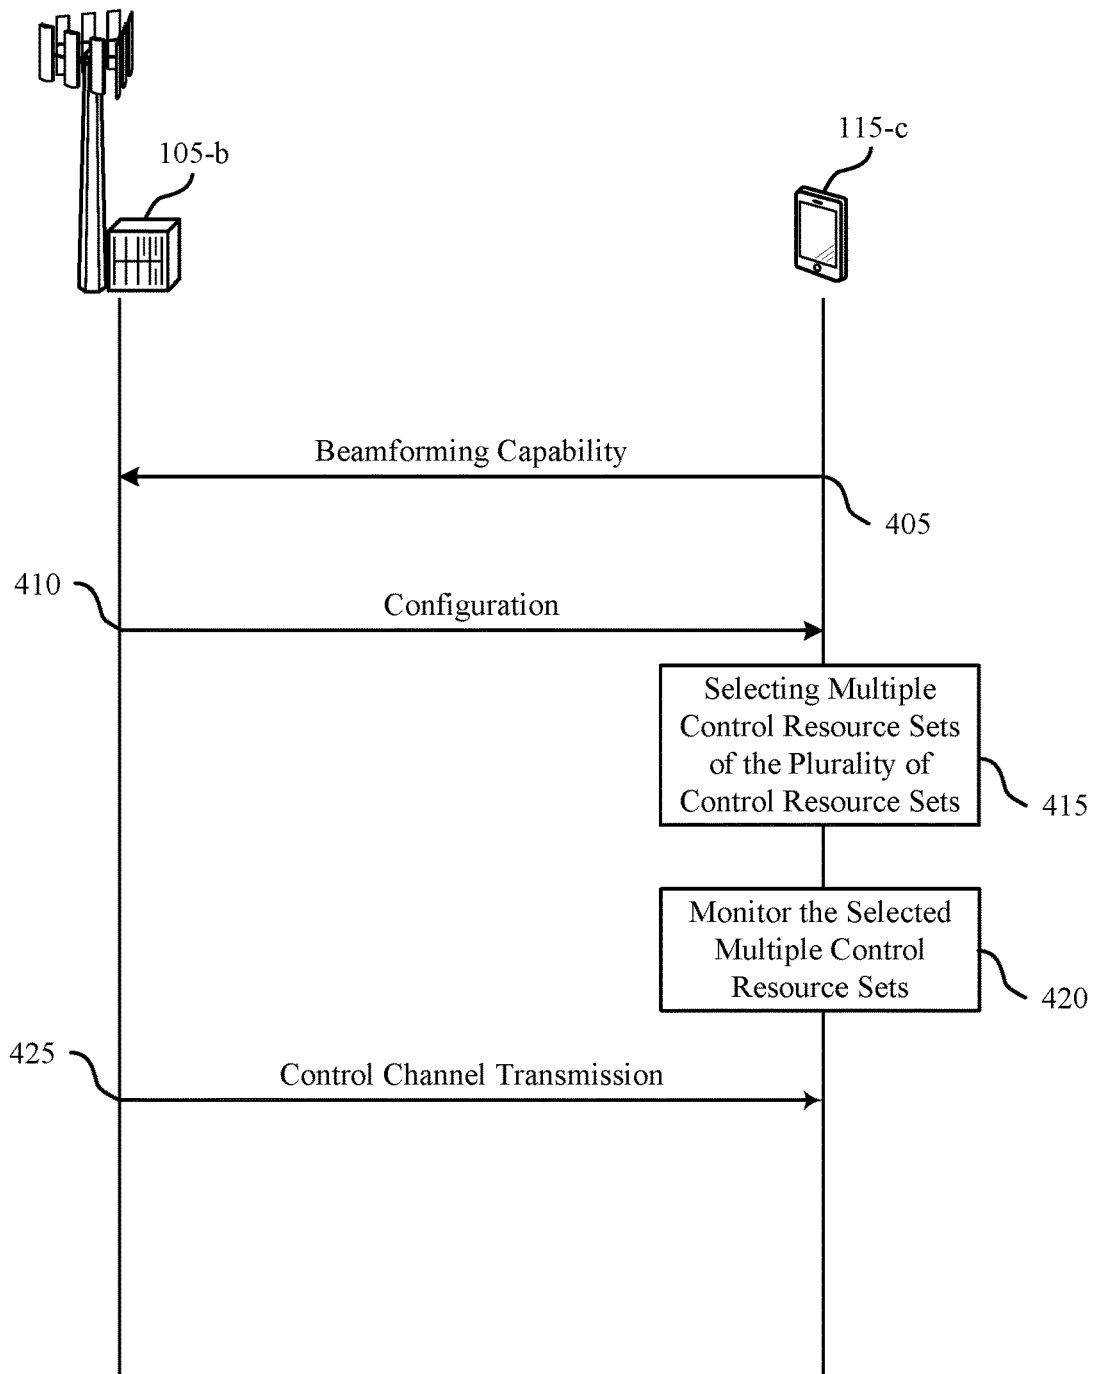 115-c
105-b
Beamforming Capability
405
410
Configuration
Selecting Multiple
Control Resource Sets
of the Plurality of
Control Resource Sets
415
Monitor the Selected
Multiple Control
Resource Sets
420
425
Control Channel Transmission